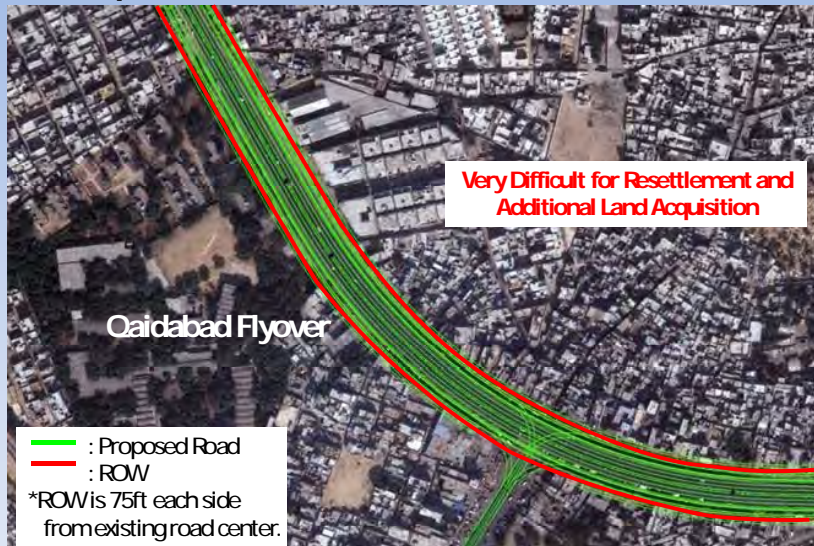 Very Difficult for Resettlement and
Additional Land Acquisition
Qaidabad Flyover
: Proposed Road
: ROW
*ROW is 75ft each side
from existing road center.